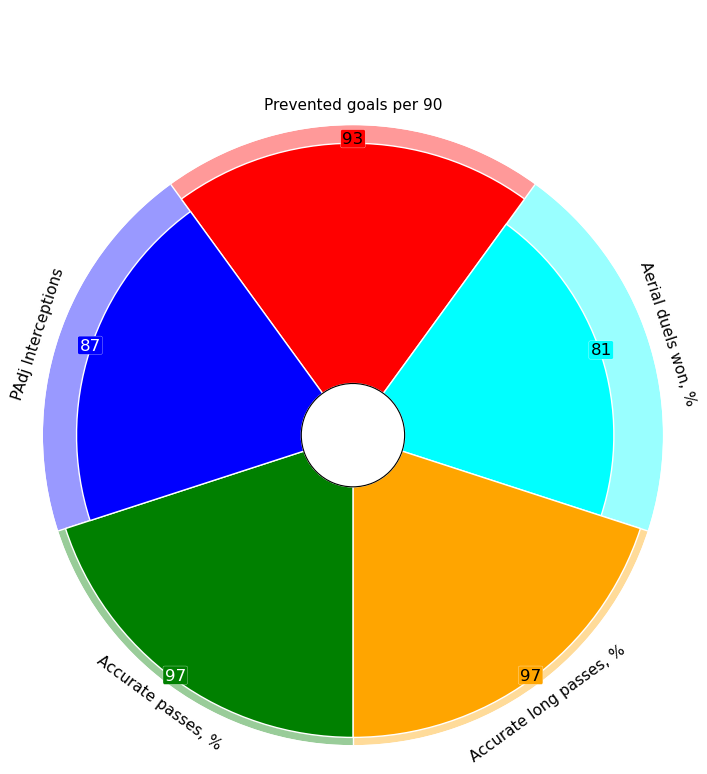 Prevented goals per 90
93
Aerial duels won, %
81
Accurate long passes, %
97
Accurate passes, %
97
PAdj Interceptions
87